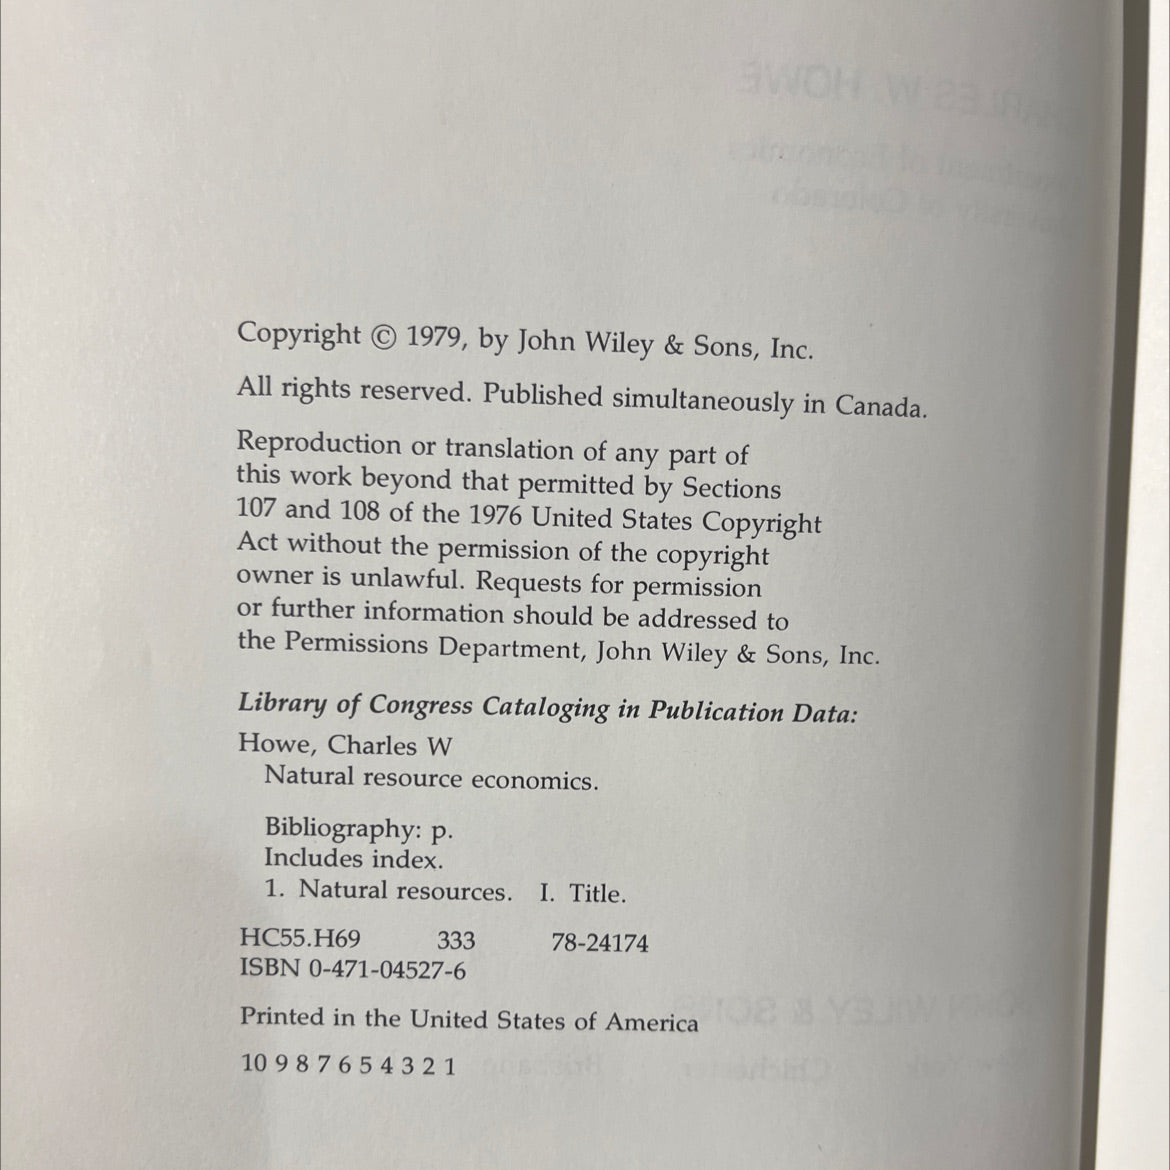 Copyright © 1979, by John Wiley & Sons, Inc.
All rights reserved. Published simultaneously in Canada.
Reproduction or translation of any part of
this work beyond that permitted by Sections
107 and 108 of the 1976 United States Copyright
Act without the permission of the copyright
owner is unlawful. Requests for permission
or further information should be addressed to
the Permissions Department, John Wiley & Sons, Inc.
Library of Congress Cataloging in Publication Data:
Howe, Charles W
Natural resource economics.
Bibliography: p.
Includes index.
1. Natural resources. I. Title.
HC55.H69 333 78-24174
ISBN 0-471-04527-6
Printed in the United States of America
10 9 8 7 6 5 4 3 2 1